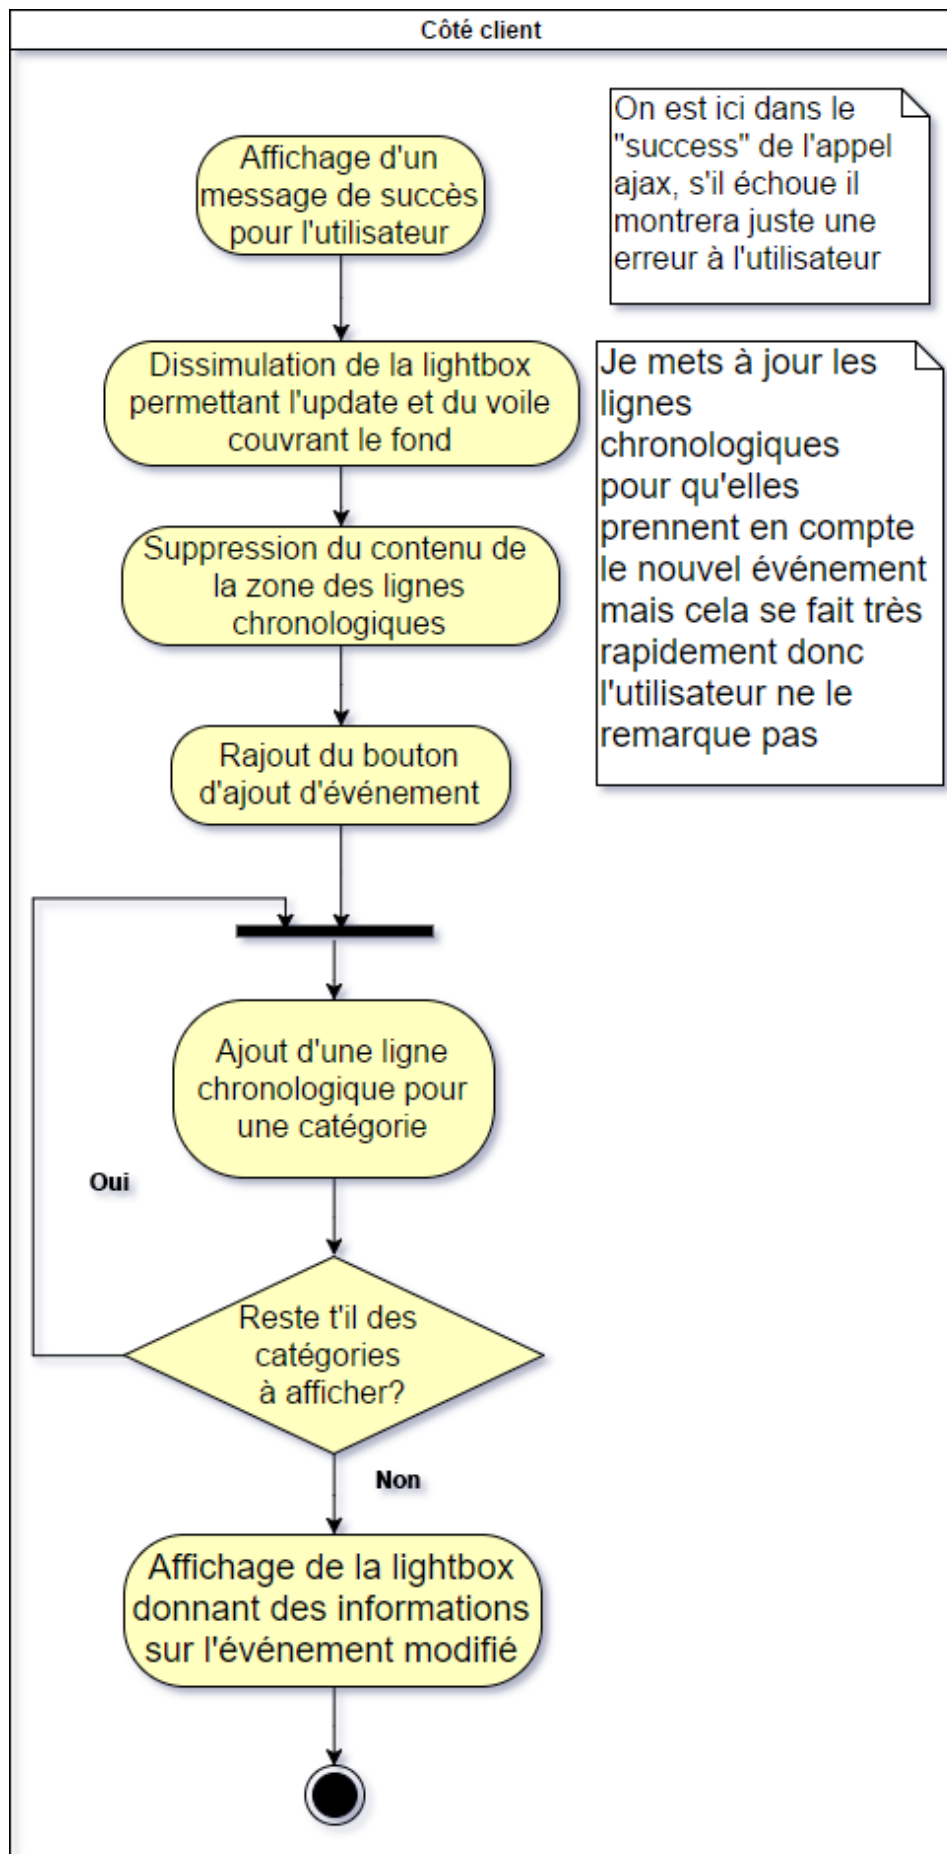 Côté client
Affichage d'un
message de succès
pour l'utilisateur
On est ici dans le
"success" de l'appel
ajax, s'il échoue il
montrera juste une
erreur à l'utilisateur
Dissimulation de la lightbox
permettant l'update et du voile
couvrant le fond
Je mets à jour les
lignes
chronologiques
pour qu'elles
prennent en compte
le nouvel événement
mais cela se fait très
rapidement donc
l'utilisateur ne le
remarque pas
Suppression du contenu de
la zone des lignes
chronologiques
Rajout du bouton
d'ajout d'événement
Ajout d'une ligne
chronologique pour
une catégorie
Oui
Reste t'il des
catégories
à afficher?
Non
Affichage de la lightbox
donnant des informations
sur l'événement modifié